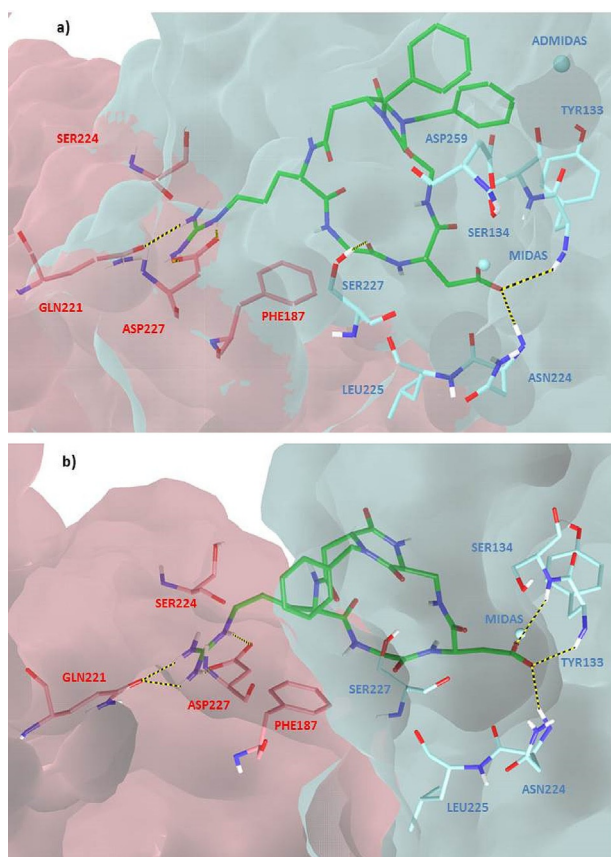 a)
ADMIDAS
TYR133
SER224
ASP259
SER134
MIDAS
SER227
GLN221
ASP227
PHE187
LEU225
ASN224
b)
SER134
SER224
MIDAS
GLN221
TYR133
ASP227
SER227
PHE187
LEU225
ASN224